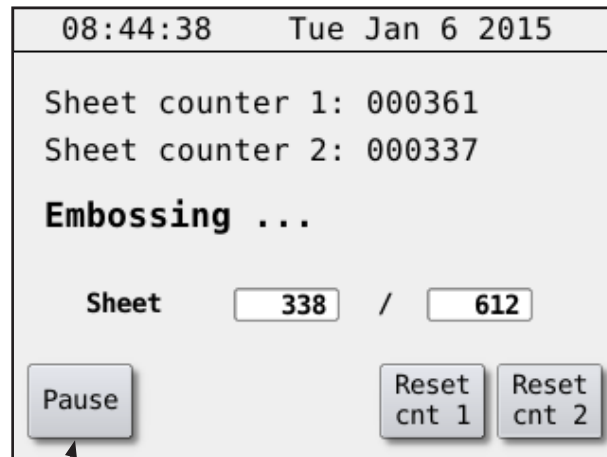 08:44:38 Tue Jan 6 2015
Sheet counter 1: 000361
Sheet counter 2: 000337
Embossing ...
Sheet 338 / 612
Pause
Reset cnt 1
Reset cnt 2